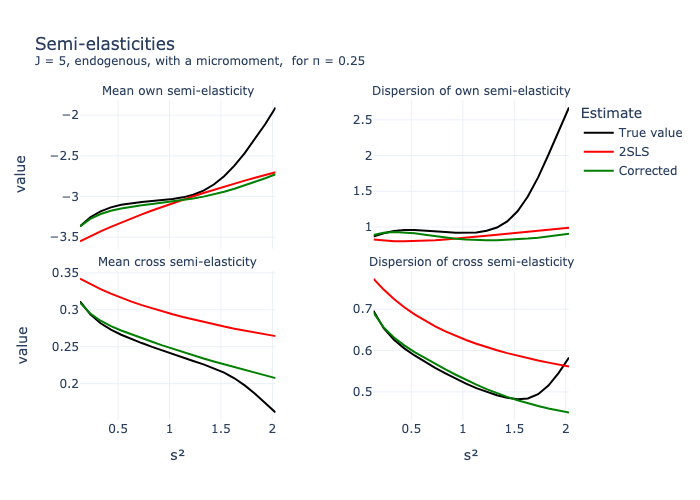 Semi-elasticities
J = 5, endogenous, with a micromoment,  for π = 0.25
Mean own semi-elasticity
Dispersion of own semi-elasticity
Estimate
True value
2SLS
Corrected
value
−2
−2.5
−3
−3.5
2.5
2
1.5
1
Mean cross semi-elasticity
Dispersion of cross semi-elasticity
value
0.35
0.3
0.25
0.2
0.7
0.6
0.5
0.5 1 1.5 2
0.5 1 1.5 2
s²
s²